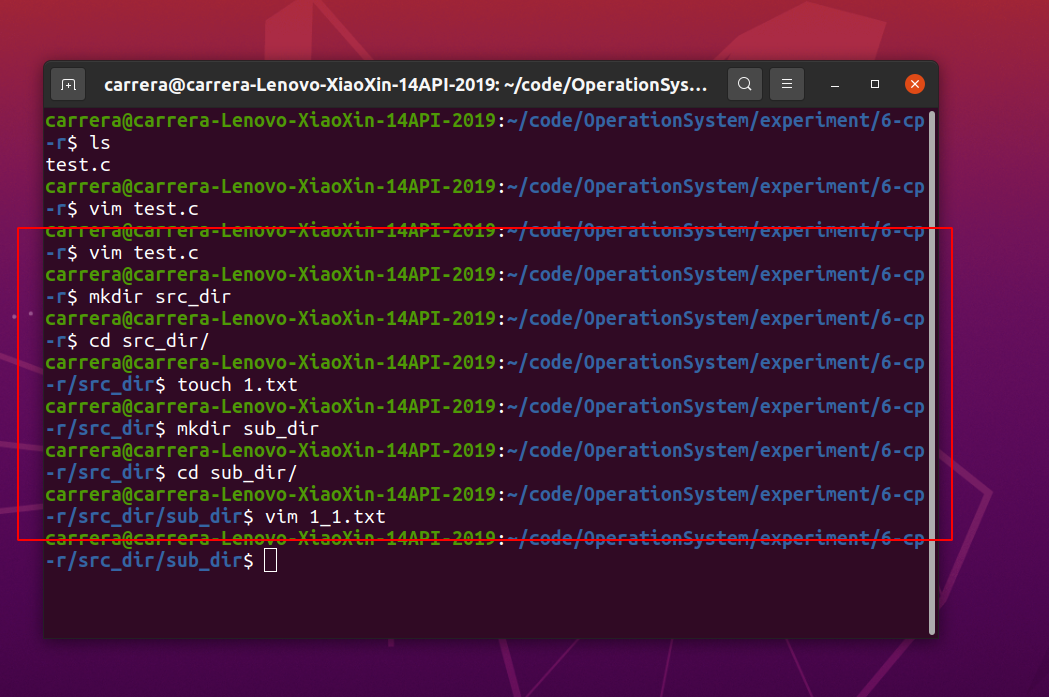 carrera@carrera-Lenovo-XiaoXin-14API-2019: ~/code/OperationSys...
carrera@carrera-Lenovo-XiaoXin-14API-2019:~/code/OperationSystem/experiment/6-cp
-r$ ls
test.c
carrera@carrera-Lenovo-XiaoXin-14API-2019:~/code/OperationSystem/experiment/6-cp
-r$ vim test.c
carrera@carrera-Lenovo-XiaoXin-14API-2019:~/code/OperationSystem/experiment/6-cp
-r$ vim test.c
carrera@carrera-Lenovo-XiaoXin-14API-2019:~/code/OperationSystem/experiment/6-cp
-r$ mkdir src_dir
carrera@carrera-Lenovo-XiaoXin-14API-2019:~/code/OperationSystem/experiment/6-cp
-r$ cd src_dir/
carrera@carrera-Lenovo-XiaoXin-14API-2019:~/code/OperationSystem/experiment/6-cp
-r/src_dir$ touch 1.txt
carrera@carrera-Lenovo-XiaoXin-14API-2019:~/code/OperationSystem/experiment/6-cp
-r/src_dir$ mkdir sub_dir
carrera@carrera-Lenovo-XiaoXin-14API-2019:~/code/OperationSystem/experiment/6-cp
-r/src_dir$ cd sub_dir/
carrera@carrera-Lenovo-XiaoXin-14API-2019:~/code/OperationSystem/experiment/6-cp
-r/src_dir/sub_dir$ vim 1_1.txt
carrera@carrera-Lenovo-XiaoXin-14API-2019:~/code/OperationSystem/experiment/6-cp
-r/src_dir/sub_dir$